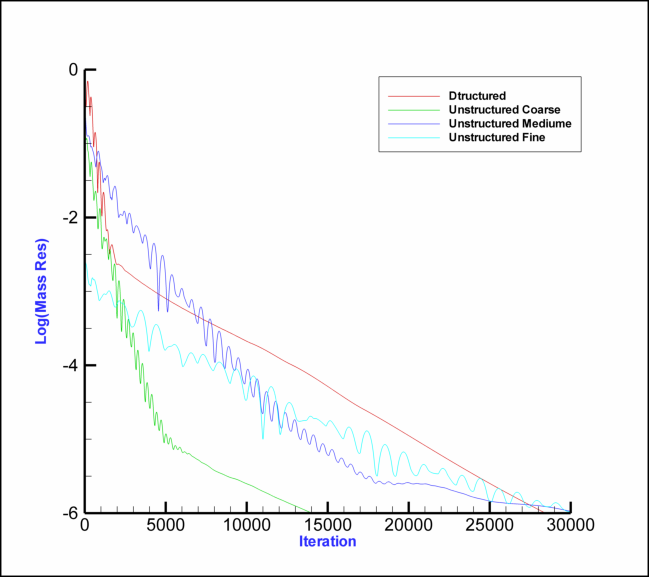 0
Dtructured
Unstructured Coarse
Unstructured Mediume
Unstructured Fine
-2
Log(Mass Res)
-4
-6
0 5000 10000 15000 20000 25000 30000
Iteration